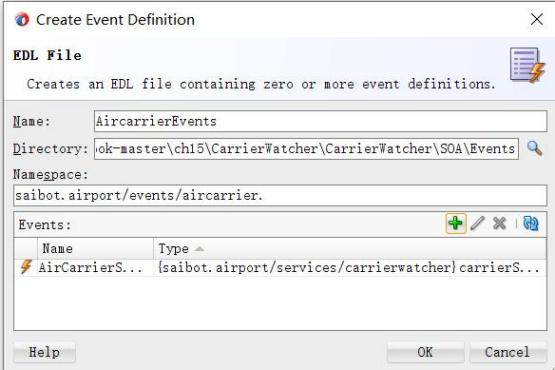 Create Event Definition
EDL File
Creates an EDL file containing zero or more event definitions.
Name: AircarrierEvents
Directory: ok-master\ch15\CarrierWatcher\CarrierWatcher\SOA\Events
Namespace:
saibot.airport/events/aircarrier.
Events:
Name Type
AirCarrierS... {saibot.airport/services/carrierwatcher}carrierS...
Help OK Cancel